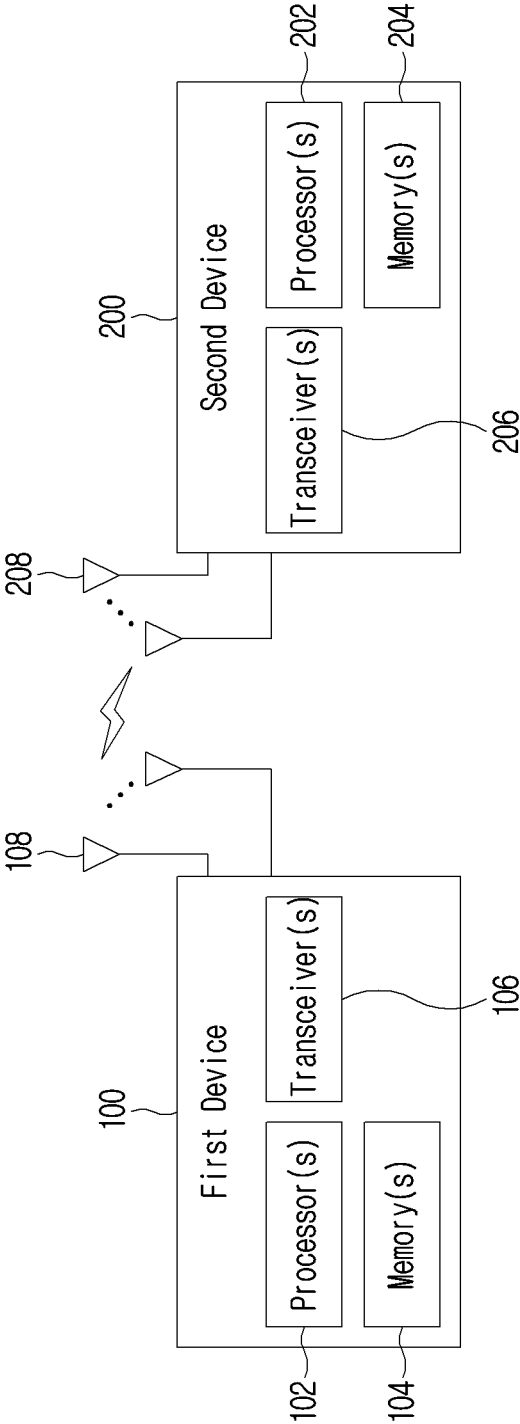 100
108
208
200
First Device
Second Device
102
Processor(s)
Transceiver(s)
Transceiver(s)
Processor(s)
202
104
Memory(s)
Memory(s)
204
106
206